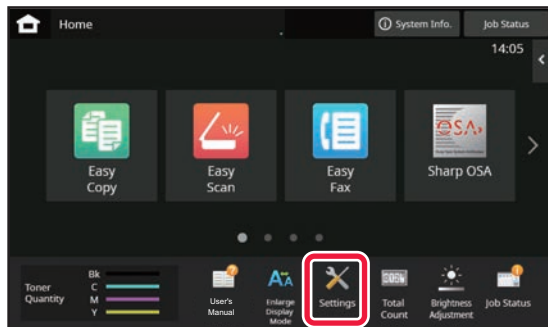 Home
System Info.
Job Status
14:05
Easy
Copy
Easy
Scan
Easy
Fax
OSA
Sharp OSA
Toner
Quantity
Bk
C
M
Y
User's
Manual
Enlarge
Display
Mode
Settings
Total
Count
Brightness
Adjustment
Job Status